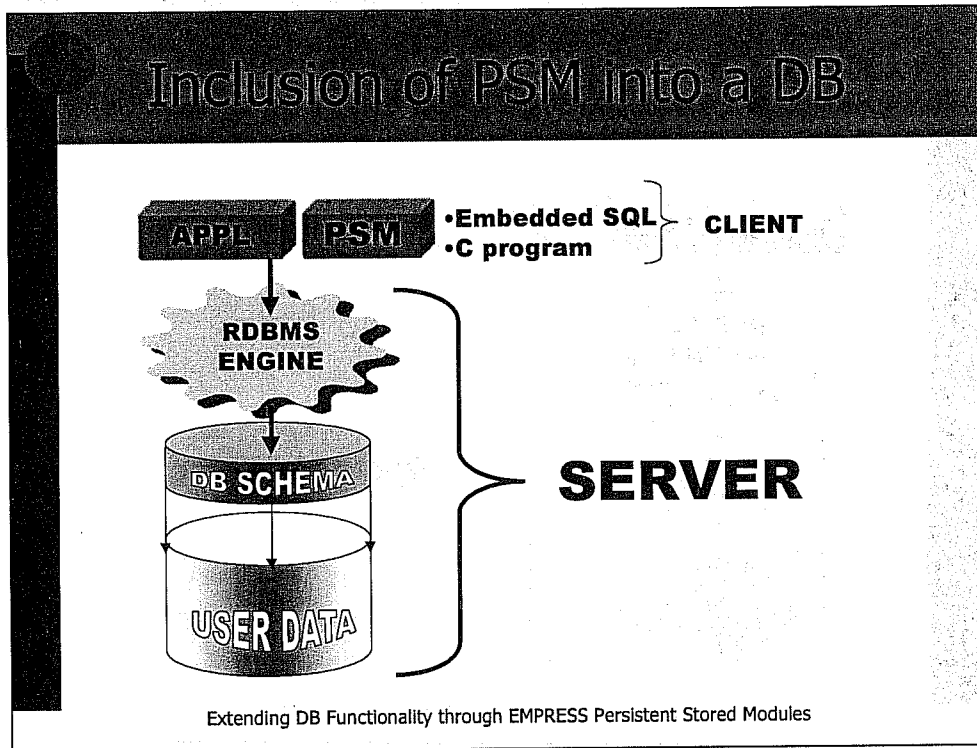 Inclusion of PSM into a DB
APPL
PSM
•Embedded SQL
•C program
CLIENT
RDBMS
ENGINE
DB SCHEMA
SERVER
USER DATA
Extending DB Functionality through EMPRESS Persistent Stored Modules